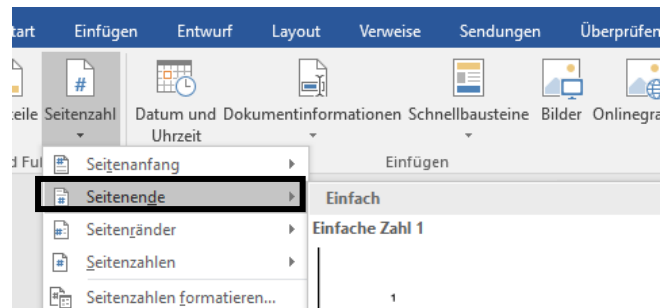 tart Einfügen Entwurf Layout Verweise Sendungen Überprüfen
#
eile Seitenzahl Datum und Uhrzeit Dokumentinformationen Schnellbausteine Bilder Onlinegra
d Ful Einfügen
Seitenanfang
Seitenende
Seitenränder
Seitenzahlen
Seitenzahlen formatieren...
Einfach
Einfache Zahl 1
1